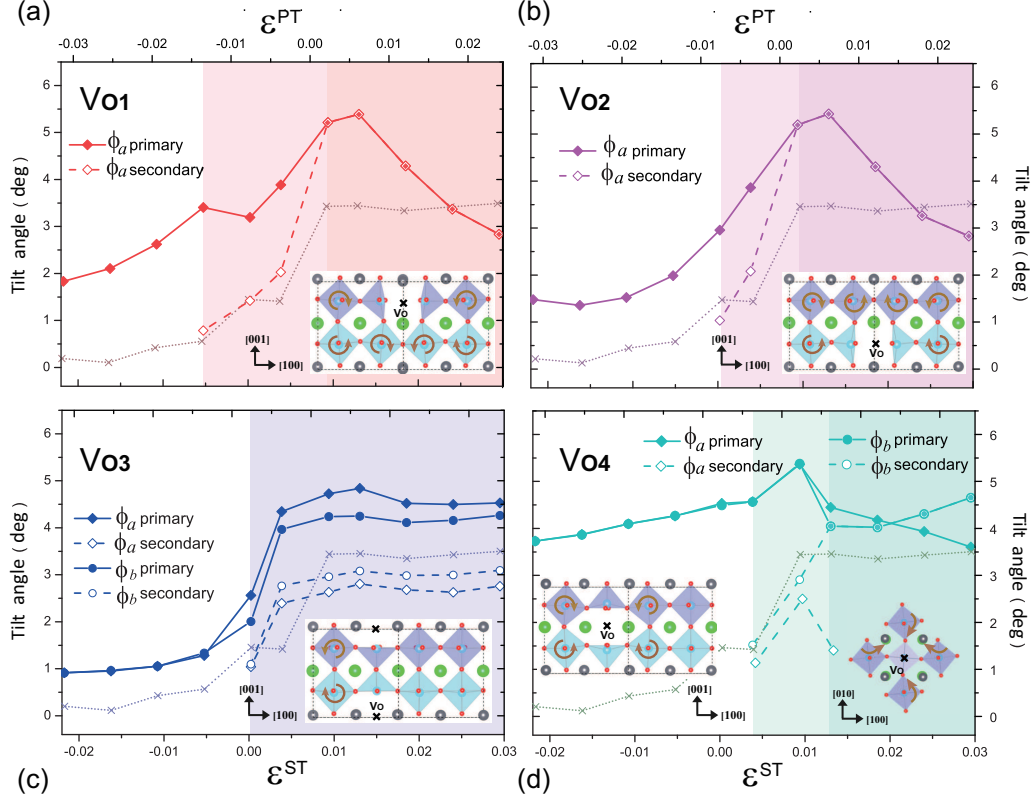 (a)
εPT
-0.03 -0.02 -0.01 0.00 0.01 0.02
(b)
εPT
-0.03 -0.02 -0.01 0.00 0.01 0.02
Tilt angle ( deg )
6
5
4
3
2
1
0
VO1
ϕa primary
ϕa secondary
Vo
[001]
[100]
VO2
ϕa primary
ϕa secondary
Vo
[001]
[100]
6
5
4
3
2
1
0
Tilt angle (deg)
Tilt angle ( deg )
6
5
4
3
2
1
0
VO3
ϕa primary
ϕa secondary
ϕb primary
ϕb secondary
Vo
[001]
[100]
-0.02 -0.01 0.00 0.01 0.02 0.03
(c)
εST
VO4
ϕa primary
ϕa secondary
ϕb primary
ϕb secondary
Vo
[001]
[100]
Vo
[010]
[100]
6
5
4
3
2
1
0
Tilt angle (deg)
-0.02 -0.01 0.00 0.01 0.02 0.03
(d)
εST